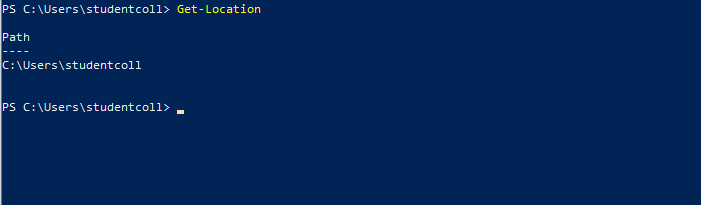 PS C:\Users\studentcoll> Get-Location
Path
----
C:\Users\studentcoll
PS C:\Users\studentcoll>